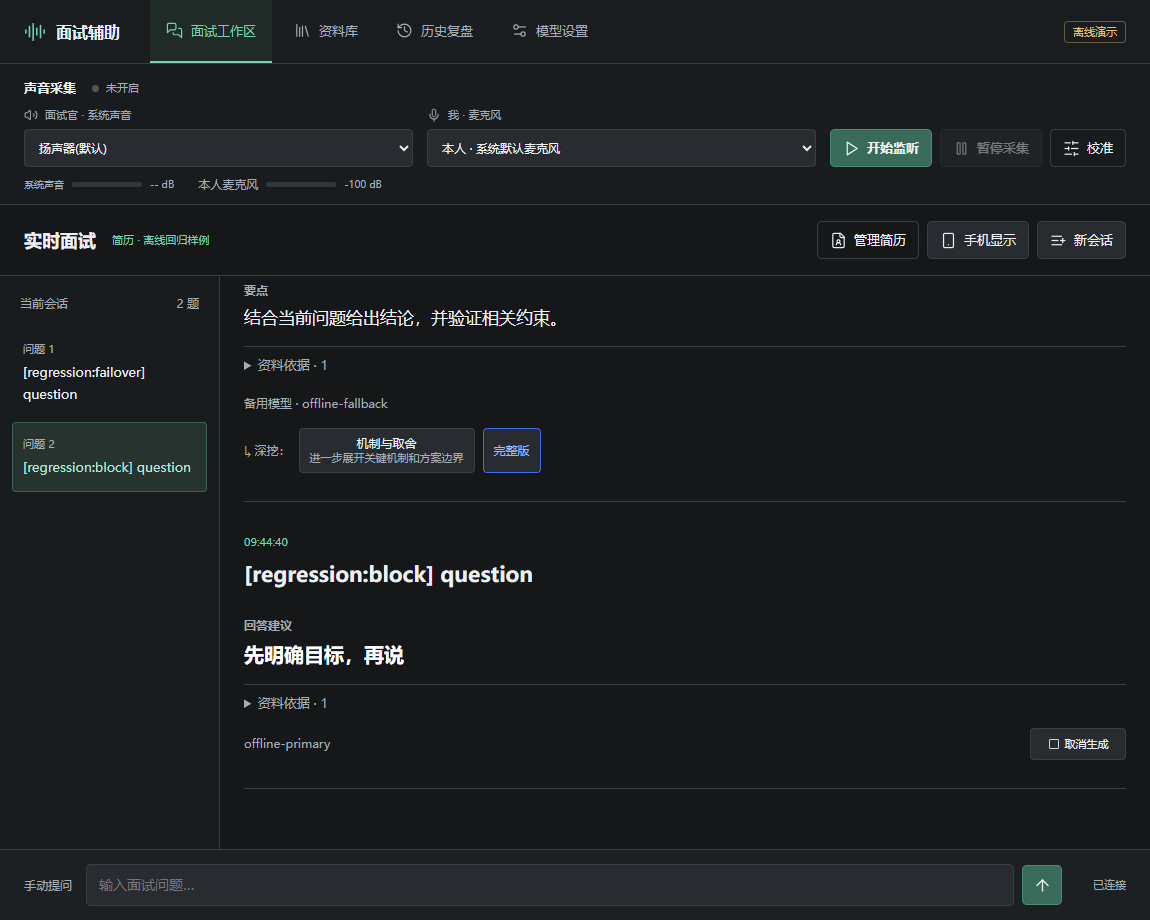 面试辅助
面试工作区
资料库
历史复盘
模型设置
离线演示
声音采集
未开启
面试官 · 系统声音
我 · 麦克风
扬声器(默认)
本人 · 系统默认麦克风
开始监听
暂停采集
校准
系统声音
-- dB
本人麦克风
-100 dB
实时面试
简历 · 离线回归样例
管理简历
手机显示
新会话
当前会话
2 题
问题 1
[regression:failover]
question
问题 2
[regression:block] question
要点
结合当前问题给出结论，并验证相关约束。
资料依据 · 1
备用模型 · offline-fallback
↳ 深挖：
机制与取舍
进一步展开关键机制和方案边界
完整版
09:44:40
[regression:block] question
回答建议
先明确目标，再说
资料依据 · 1
offline-primary
取消生成
手动提问
输入面试问题...
已连接